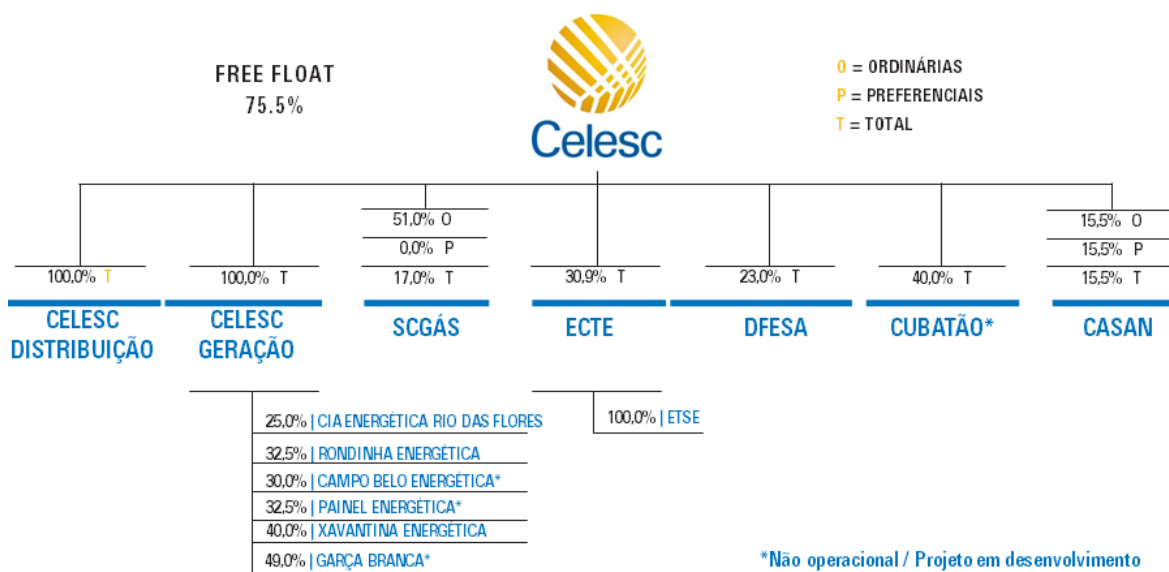 FREE FLOAT
75.5%
Celesc
O = ORDINÁRIAS
P = PREFERENCIAIS
T = TOTAL
51,0% O
0,0% P
15,5% O
15,5% P
100,0% T
100,0% T
17,0% T
30,9% T
23,0% T
40,0% T
15,5% T
CELESC
DISTRIBUIÇÃO
CELESC
GERAÇÃO
SCGÁS
ECTE
DFESA
CUBATÃO*
CASAN
25,0% | CIA ENERGÉTICA RIO DAS FLORES
32,5% | RONDINHA ENERGÉTICA
30,0% | CAMPO BELO ENERGÉTICA*
32,5% | PAINEL ENERGÉTICA*
40,0% | XAVANTINA ENERGÉTICA
49,0% | GARÇA BRANCA*
100,0% | ETSE
*Não operacional / Projeto em desenvolvimento